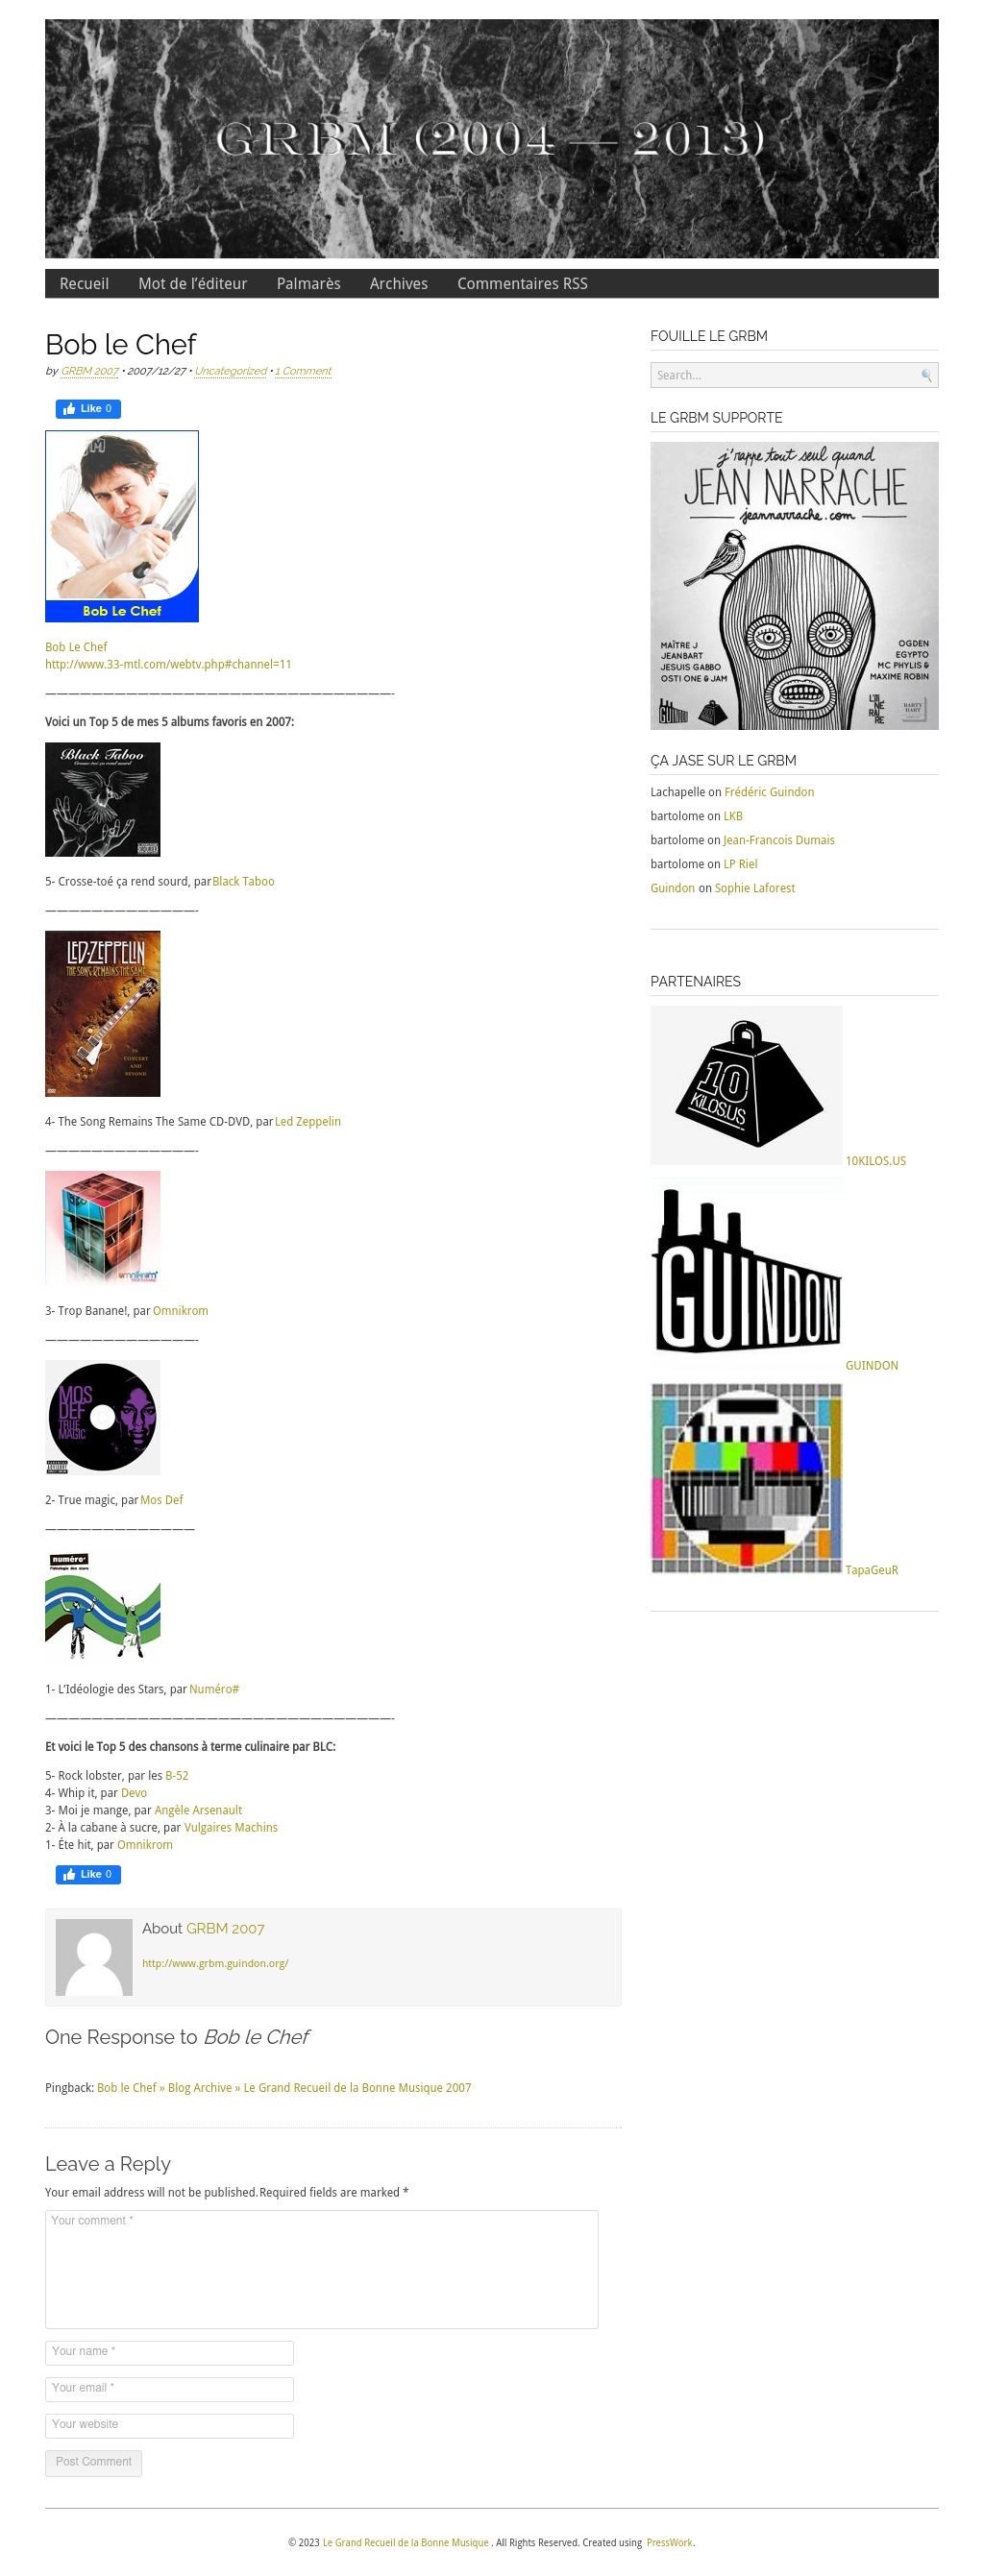 GRBM (2004 — 2013)
Recueil Mot de l’éditeur Palmarès Archives Commentaires RSS
Bob le Chef
by GRBM 2007 • 2007/12/27 • Uncategorized • 1 Comment
Like 0
Bob Le Chef
Bob Le Chef
http://www.33-mtl.com/webtv.php#channel=11
——————————————————————————————-
Voici un Top 5 de mes 5 albums favoris en 2007:
Black Taboo
5- Crosse-toé ça rend sourd, par Black Taboo
—————————————-
LED-ZEPPELIN
THE SONG REMAINS THE SAME
IN
CONCERT
AND
BEYOND
4- The Song Remains The Same CD-DVD, par Led Zeppelin
—————————————-
omnikrom
3- Trop Banane!, par Omnikrom
—————————————-
MOS
DEF
TRUE
MAGIC
2- True magic, par Mos Def
—————————————
numéro#
l'idéologie des stars
1- L’Idéologie des Stars, par Numéro#
——————————————————————————————-
Et voici le Top 5 des chansons à terme culinaire par BLC:
5- Rock lobster, par les B-52
4- Whip it, par Devo
3- Moi je mange, par Angèle Arsenault
2- À la cabane à sucre, par Vulgaires Machins
1- Éte hit, par Omnikrom
Like 0
About GRBM 2007
http://www.grbm.guindon.org/
One Response to Bob le Chef
Pingback: Bob le Chef » Blog Archive » Le Grand Recueil de la Bonne Musique 2007
Leave a Reply
Your email address will not be published. Required fields are marked *
Your comment *
Your name *
Your email *
Your website
Post Comment
FOUILLE LE GRBM
Search...
LE GRBM SUPPORTE
j'rappe tout seul quand
JEAN NARRACHE
jeannarrache.com
MAÎTRE J
JEANBART
JESUIS GABBO
OSTI ONE & JAM
OGDEN
EGYPTO
MC PHYLIS &
MAXIME ROBIN
L'ITI
NÉ
RAI
RE
ÇA JASE SUR LE GRBM
Lachapelle on Frédéric Guindon
bartolome on LKB
bartolome on Jean-Francois Dumais
bartolome on LP Riel
Guindon on Sophie Laforest
PARTENAIRES
10
KILOS.US
10KILOS.US
GUINDON
GUINDON
TapaGeuR
© 2023 Le Grand Recueil de la Bonne Musique . All Rights Reserved. Created using PressWork.